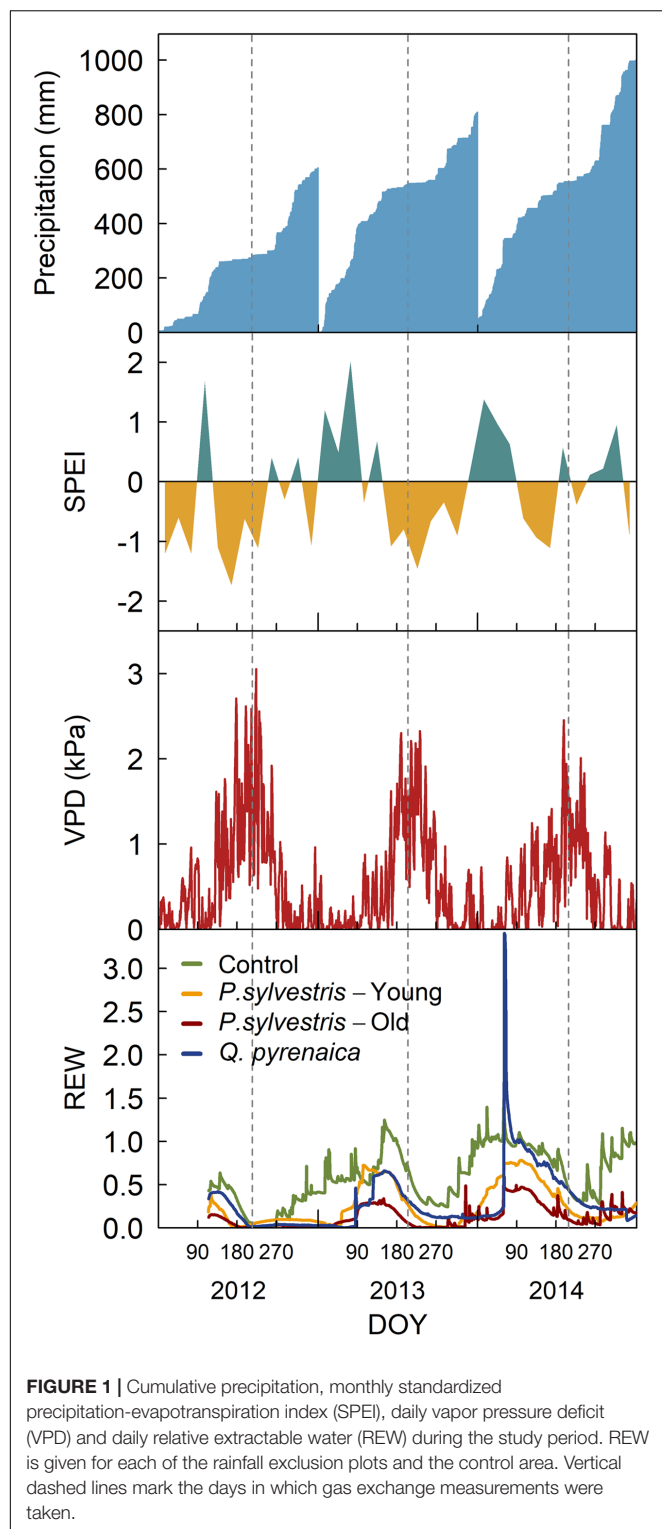 Precipitation (mm)
1000
800
600
400
200
0
SPEI
2
1
0
-1
-2
VPD (kPa)
3
2
1
0
REW
3.0
2.5
2.0
1.5
1.0
0.5
0.0
Control
P.sylvestris – Young
P.sylvestris – Old
Q. pyrenaica
90 180 270 90 180 270 90 180 270
2012 2013 2014
DOY
FIGURE 1 | Cumulative precipitation, monthly standardized
precipitation-evapotranspiration index (SPEI), daily vapor pressure deficit
(VPD) and daily relative extractable water (REW) during the study period. REW
is given for each of the rainfall exclusion plots and the control area. Vertical
dashed lines mark the days in which gas exchange measurements were
taken.